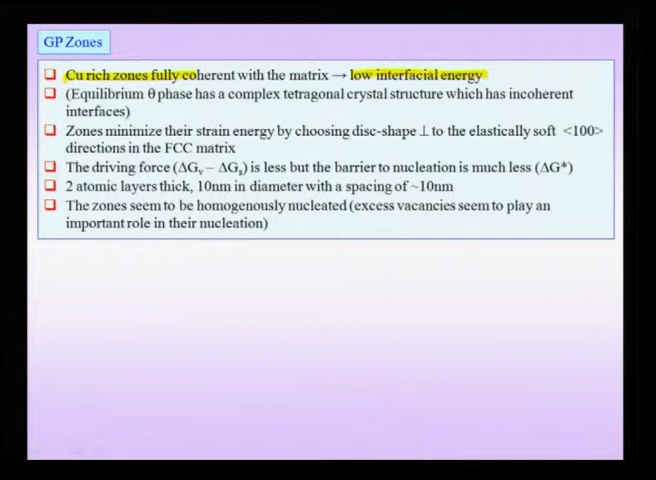 GP Zones
❑ Cu rich zones fully coherent with the matrix → low interfacial energy
❑ (Equilibrium θ phase has a complex tetragonal crystal structure which has incoherent
interfaces)
❑ Zones minimize their strain energy by choosing disc-shape ⊥ to the elastically soft <100>
directions in the FCC matrix
❑ The driving force (ΔGᵥ – ΔGₛ) is less but the barrier to nucleation is much less (ΔG*)
❑ 2 atomic layers thick, 10nm in diameter with a spacing of ~10nm
❑ The zones seem to be homogenously nucleated (excess vacancies seem to play an
important role in their nucleation)